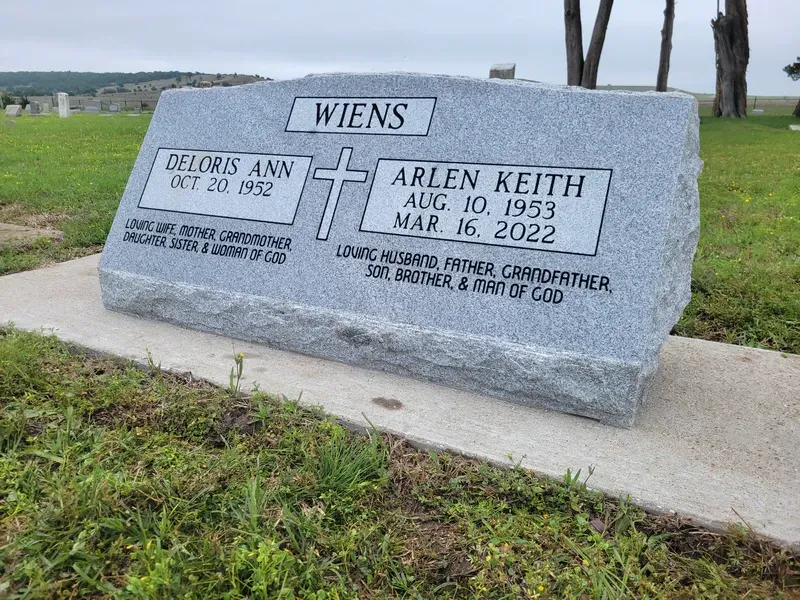 WIENS
DELORIS ANN
OCT. 20, 1952
LOVING WIFE, MOTHER, GRANDMOTHER,
DAUGHTER, SISTER, & WOMAN OF GOD
ARLEN KEITH
AUG. 10, 1953
MAR. 16, 2022
LOVING HUSBAND, FATHER, GRANDFATHER,
SON, BROTHER, & MAN OF GOD